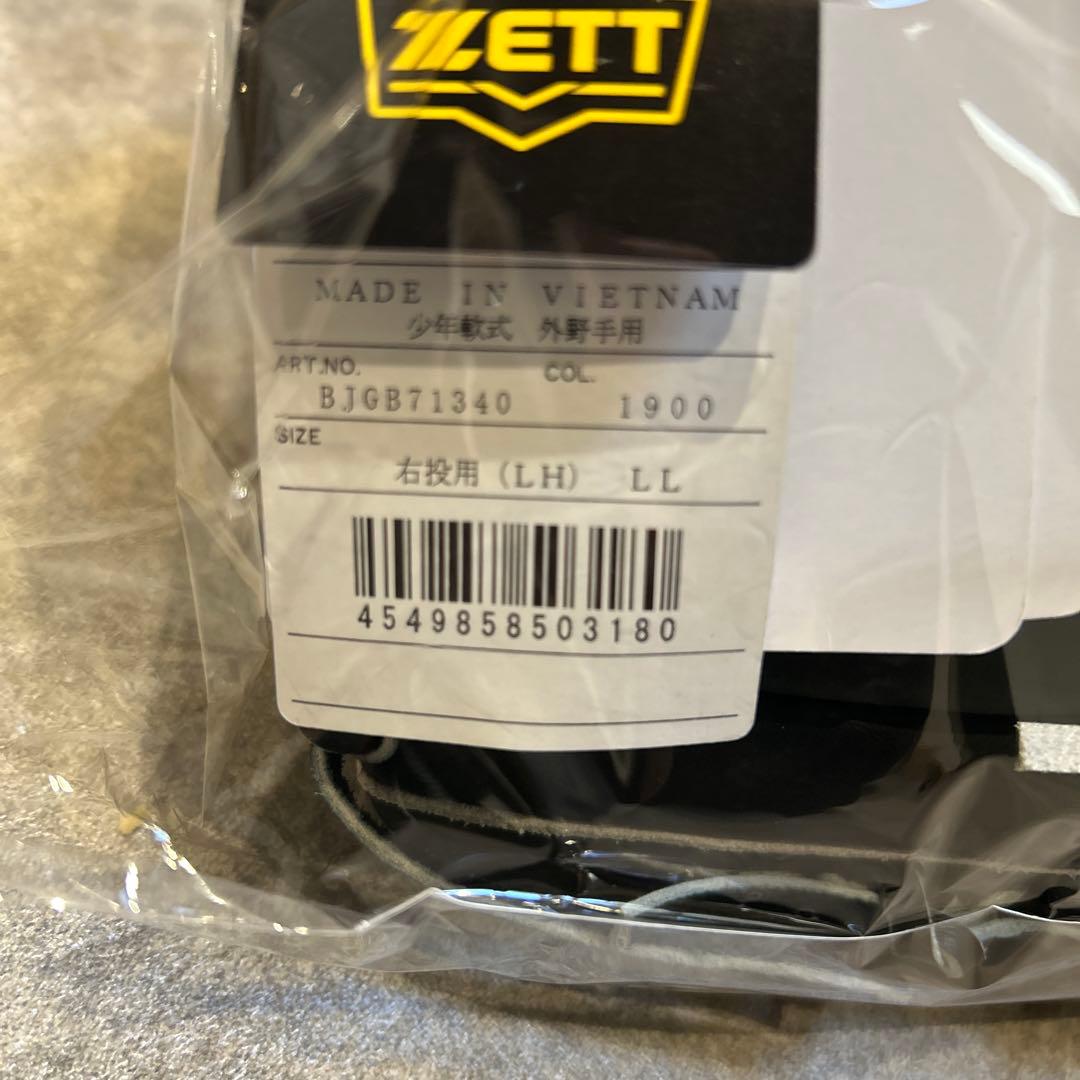 ZETT
MADE IN VIETNAM
少年軟式 外野手用
ART.NO. COL.
BJGB71340 1900
SIZE
右投用(LH) LL
4549858503180